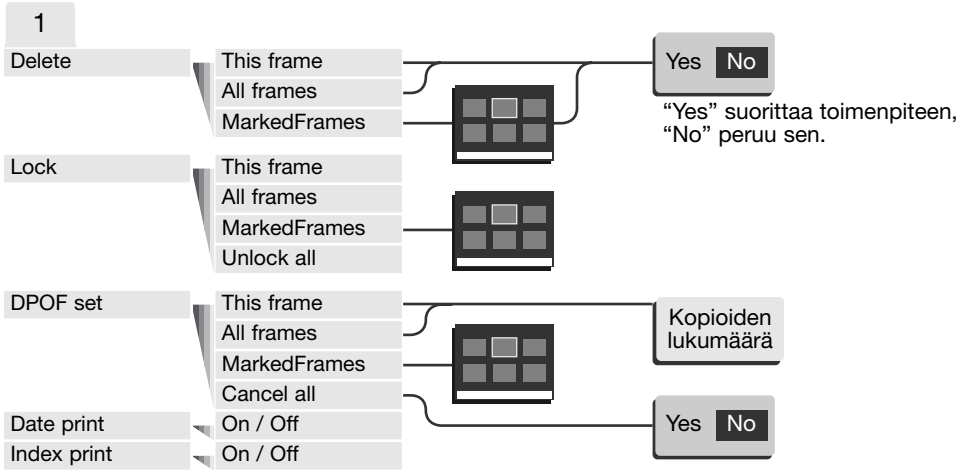 1
Delete
This frame
All frames
MarkedFrames
Yes No
“Yes” suorittaa toimenpiteen,
“No” peruu sen.
Lock
This frame
All frames
MarkedFrames
Unlock all
DPOF set
This frame
All frames
MarkedFrames
Cancel all
Kopioiden
lukumäärä
Yes No
Date print
On / Off
Index print
On / Off